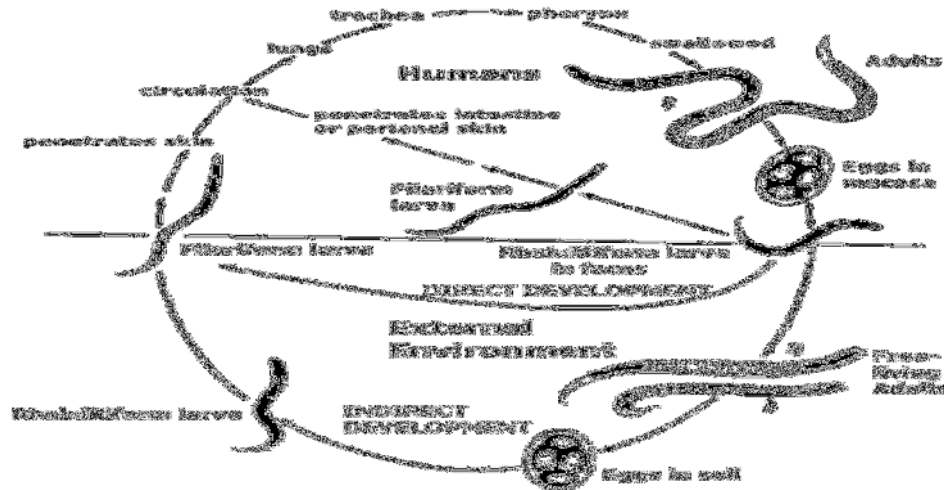 trachea
pharynx
lungs
swallowed
Humans
Adults
circulation
penetrates intestine
or perianal skin
penetrates skin
Eggs in
mucosa
Filariform
larva
Filariform larva
Rhabditiform larva
in feces
DIRECT DEVELOPMENT
External
Environment
Free-
living
Adults
Rhabditiform larva
INDIRECT
DEVELOPMENT
Eggs in soil